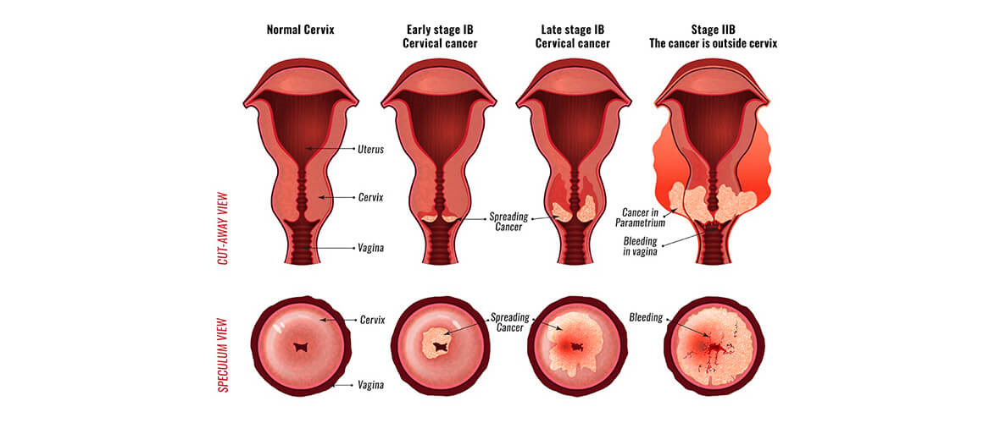 Normal Cervix
Early stage IB
Cervical cancer
Late stage IB
Cervical cancer
Stage IIB
The cancer is outside cervix
CUT-AWAY VIEW
Uterus
Cervix
Vagina
Spreading
Cancer
Cancer in
Parametrium
Bleeding
in vagina
SPECULUM VIEW
Cervix
Vagina
Spreading
Cancer
Bleeding